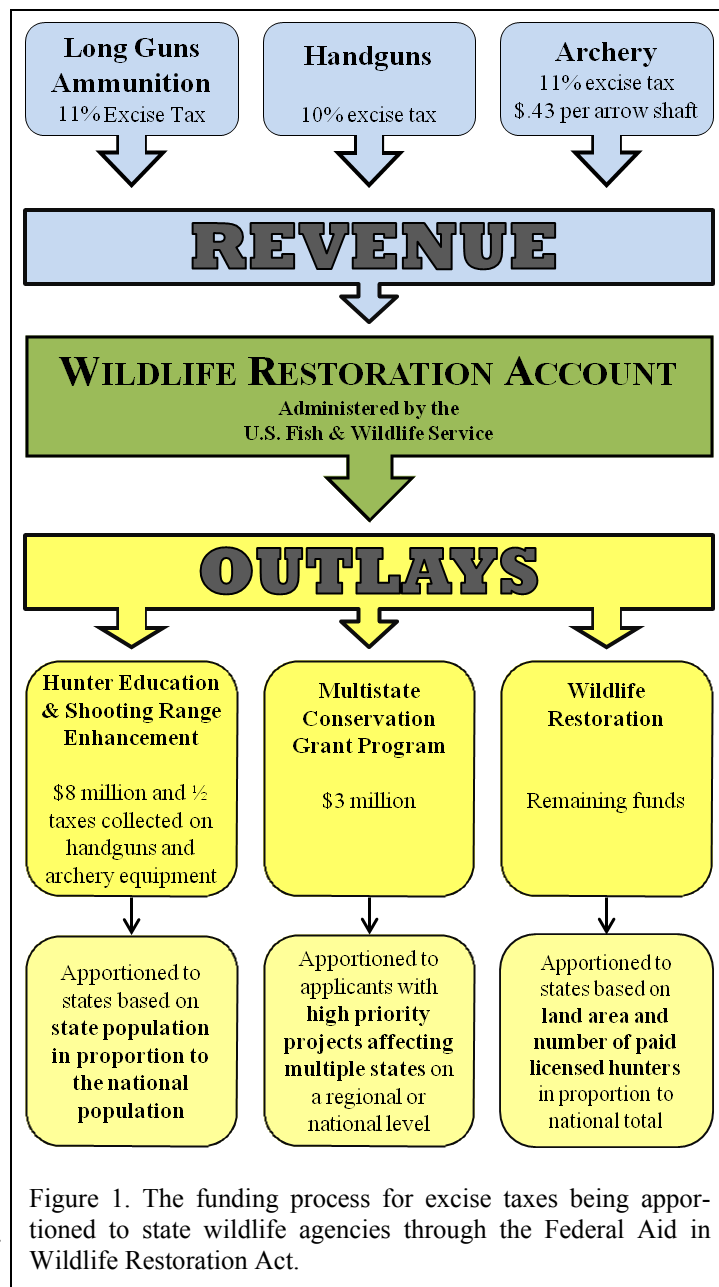 Long Guns
Ammunition
11% Excise Tax
Handguns
10% excise tax
Archery
11% excise tax
$.43 per arrow shaft
REVENUE
WILDLIFE RESTORATION ACCOUNT
Administered by the
U.S. Fish & Wildlife Service
OUTLAYS
Hunter Education
& Shooting Range
Enhancement
$8 million and ½
taxes collected on
handguns and
archery equipment
Multistate
Conservation
Grant Program
$3 million
Wildlife
Restoration
Remaining funds
Apportioned to
states based on
state population
in proportion to
the national
population
Apportioned to
applicants with
high priority
projects affecting
multiple states on
a regional or
national level
Apportioned to
states based on
land area and
number of paid
licensed hunters
in proportion to
national total
Figure 1. The funding process for excise taxes being appor-
tioned to state wildlife agencies through the Federal Aid in
Wildlife Restoration Act.